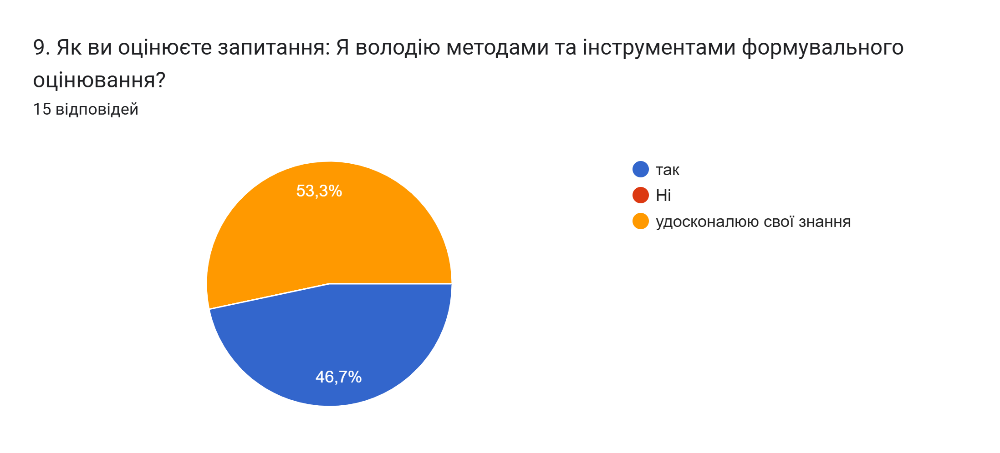 9. Як ви оцінюєте запитання: Я володію методами та інструментами формувального
оцінювання?
15 відповідей
так
Ні
удосконалюю свої знання
53,3%
46,7%